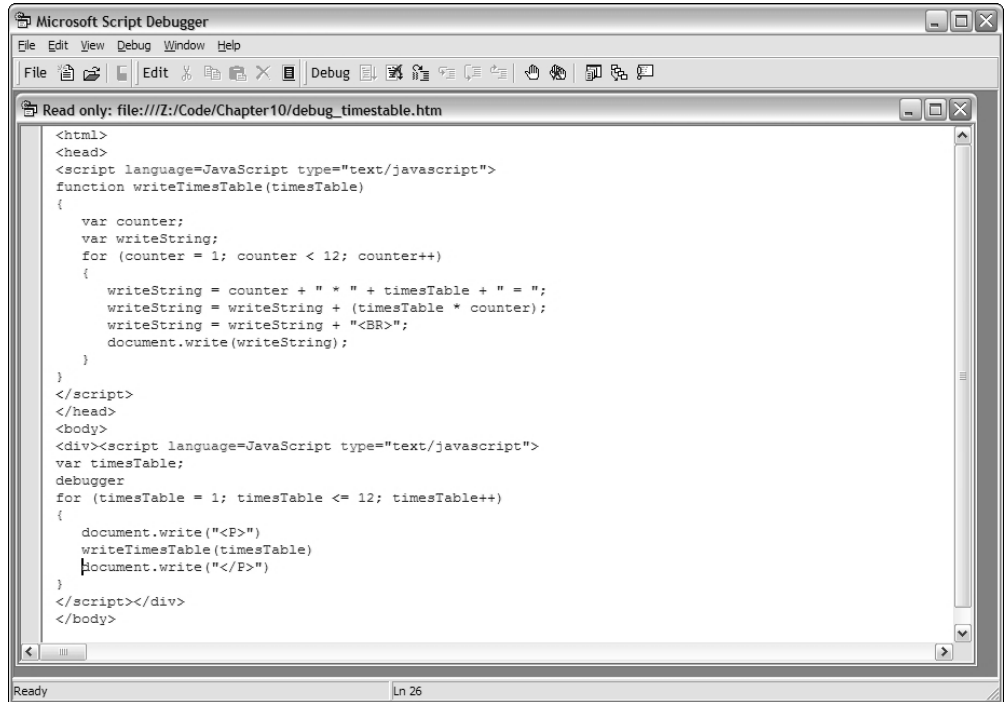 Microsoft Script Debugger
File Edit View Debug Window Help
File Edit Debug
Read only: file:///Z:/Code/Chapter10/debug_timestable.htm
<html>
<head>
<script language=JavaScript type="text/javascript">
function writeTimesTable(timesTable)
{
   var counter;
   var writeString;
   for (counter = 1; counter < 12; counter++)
   {
      writeString = counter + " * " + timesTable + " = ";
      writeString = writeString + (timesTable * counter);
      writeString = writeString + "<BR>";
      document.write(writeString);
   }
}
</script>
</head>
<body>
<div><script language=JavaScript type="text/javascript">
var timesTable;
debugger
for (timesTable = 1; timesTable <= 12; timesTable++)
{
   document.write("<P>")
   writeTimesTable(timesTable)
   document.write("</P>")
}
</script></div>
</body>
Ready Ln 26